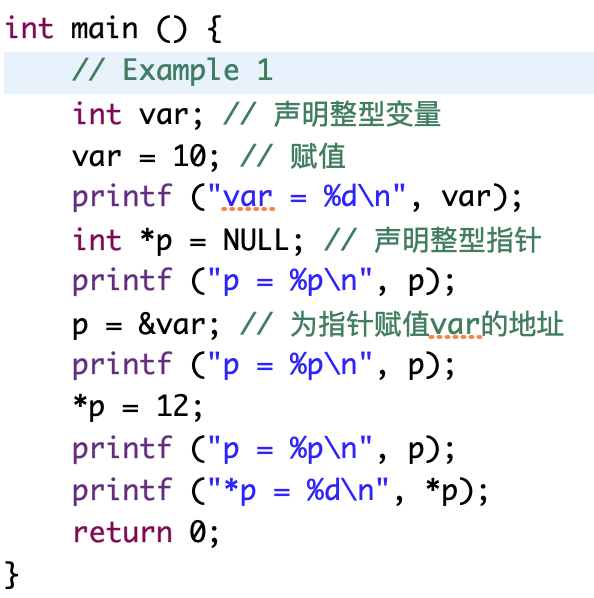 int main () {
    // Example 1
    int var; // 声明整型变量
    var = 10; // 赋值
    printf ("var = %d\n", var);
    int *p = NULL; // 声明整型指针
    printf ("p = %p\n", p);
    p = &var; // 为指针赋值var的地址
    printf ("p = %p\n", p);
    *p = 12;
    printf ("p = %p\n", p);
    printf ("*p = %d\n", *p);
    return 0;
}